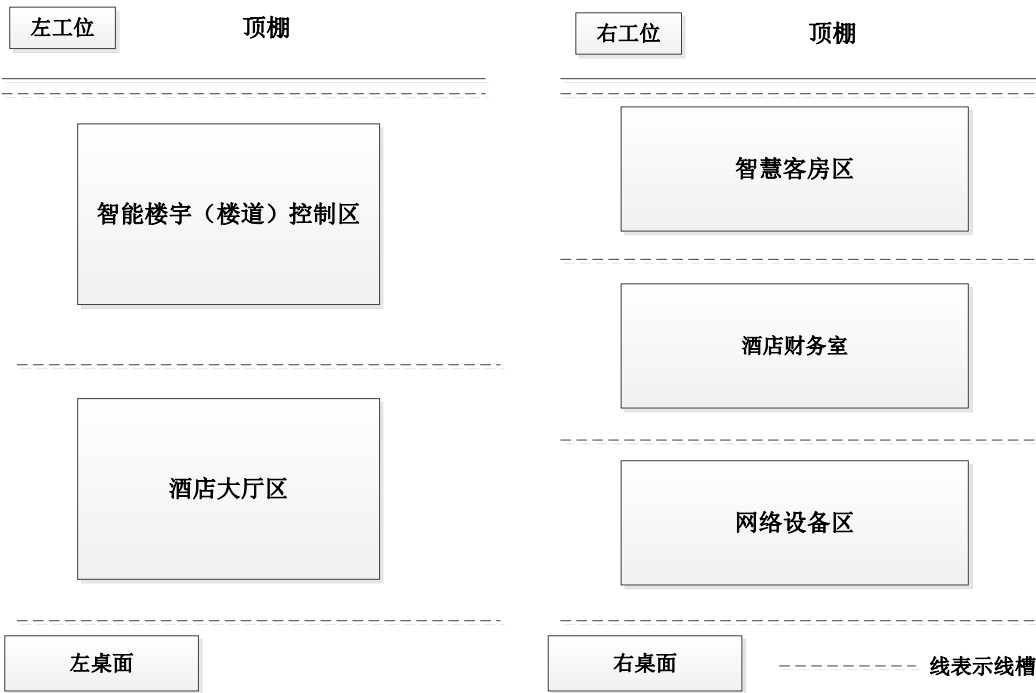 左工位
顶棚
智能楼宇（楼道）控制区
酒店大厅区
左桌面
右工位
顶棚
智慧客房区
酒店财务室
网络设备区
右桌面
线表示线槽